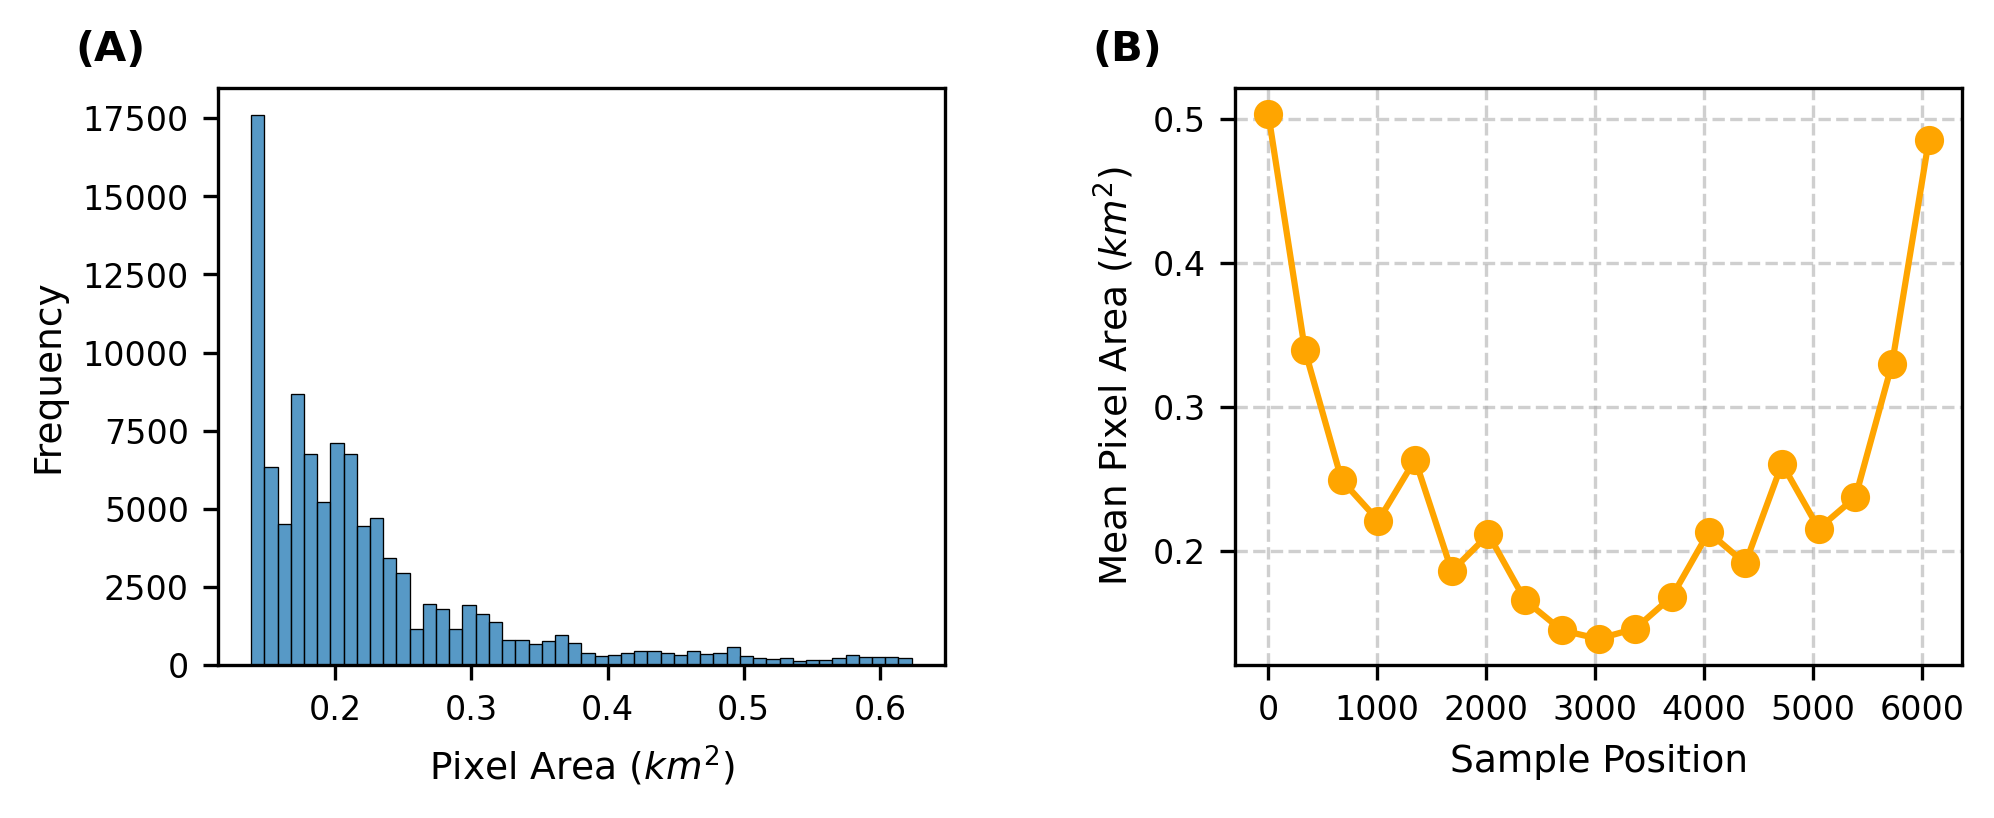 (A)
17500
15000
12500
10000
7500
5000
2500
0
Frequency
0.2 0.3 0.4 0.5 0.6
Pixel Area (km²)
(B)
0.5
0.4
0.3
0.2
Mean Pixel Area (km²)
0 1000 2000 3000 4000 5000 6000
Sample Position